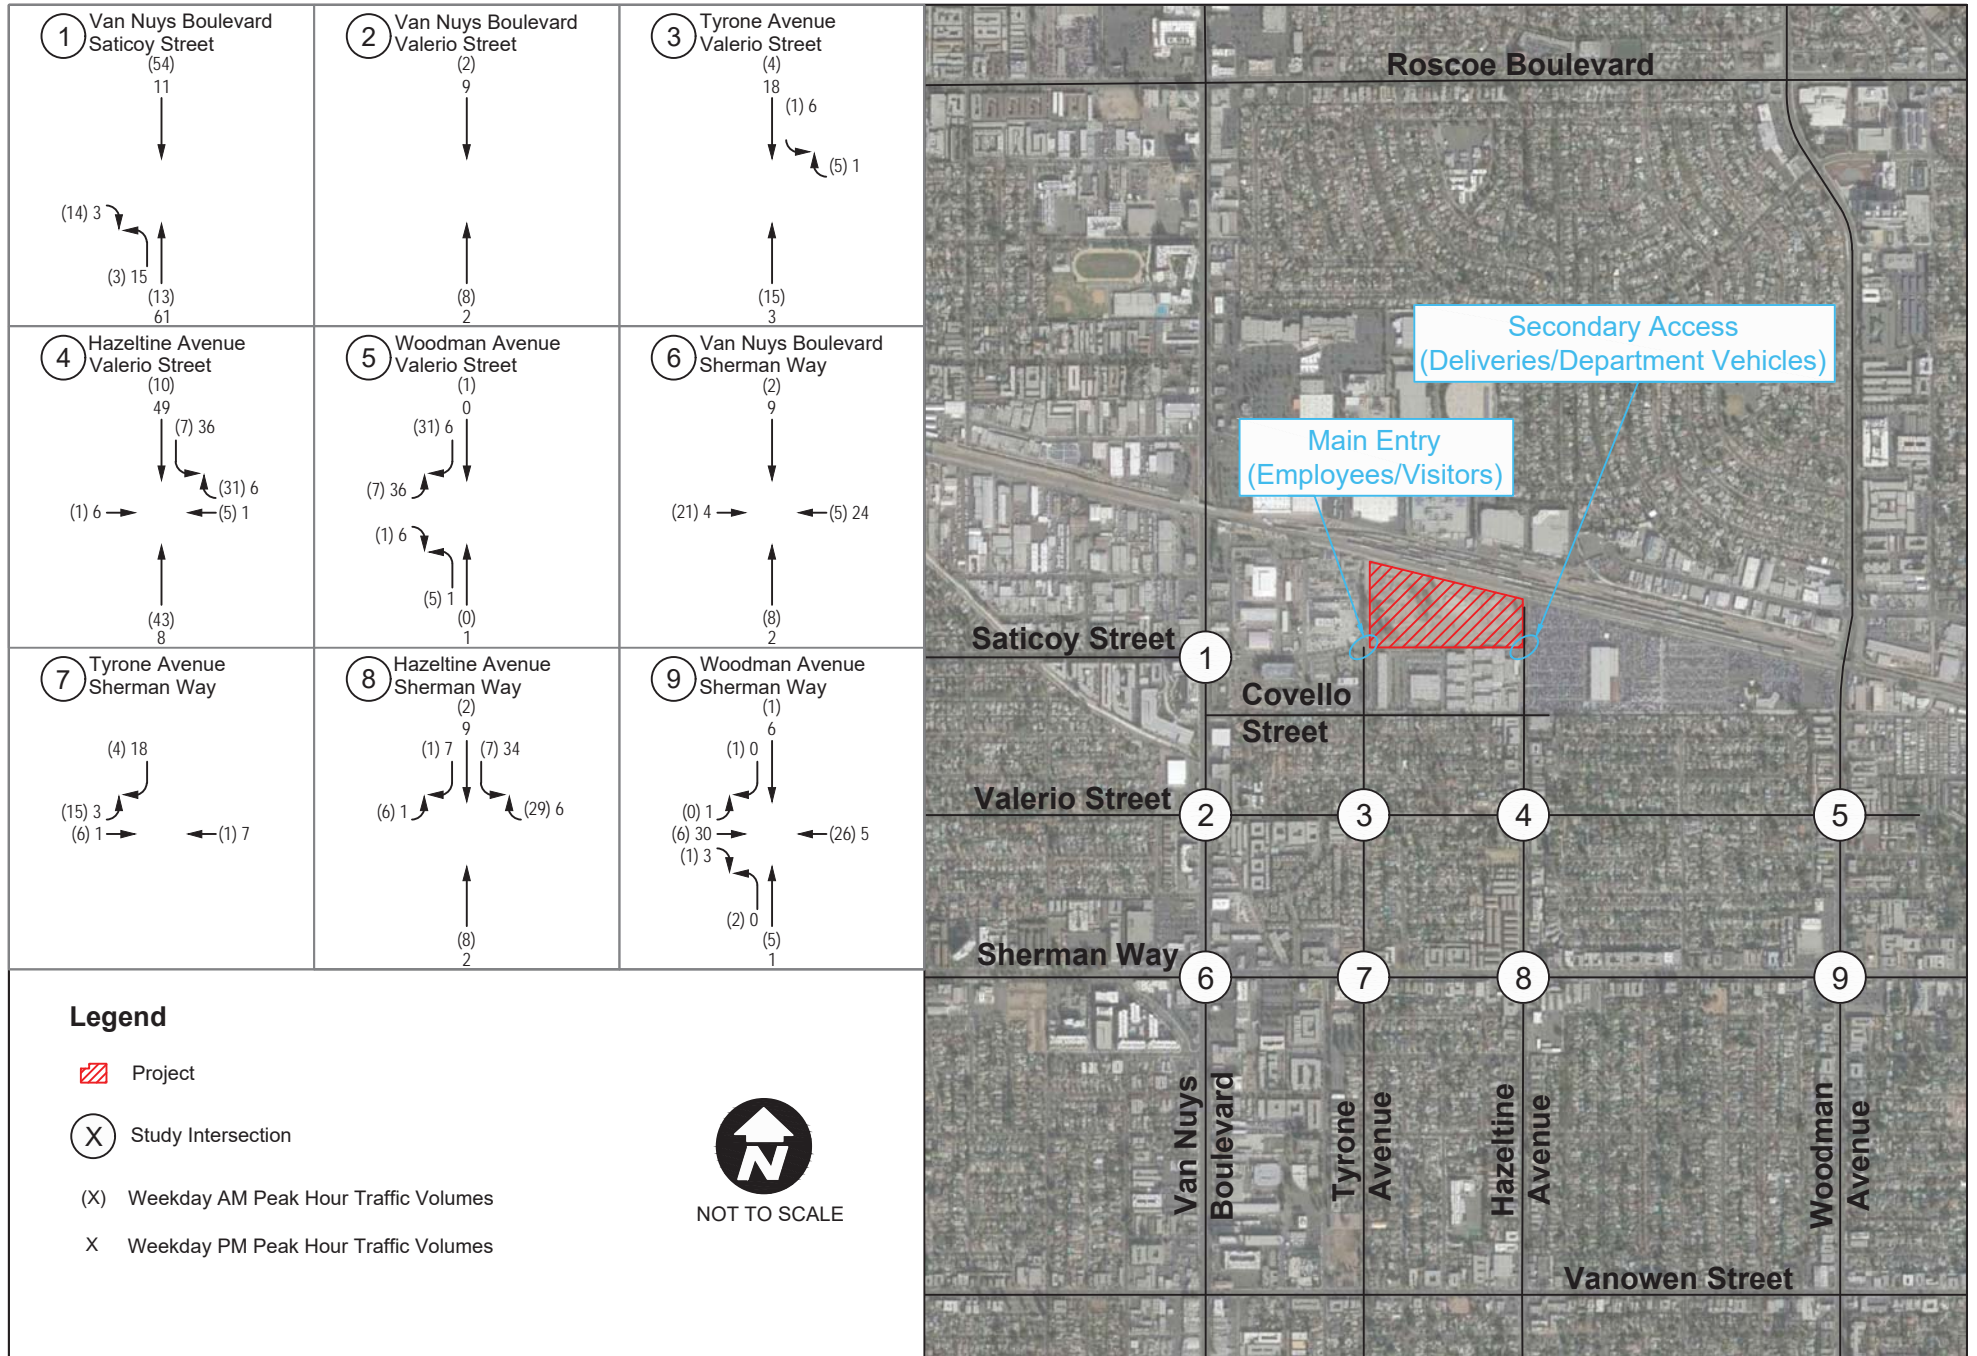 1
Van Nuys Boulevard
Saticoy Street
(54)
11
(14) 3
(3) 15
(13)
61
2
Van Nuys Boulevard
Valerio Street
(2)
9
(8)
2
3
Tyrone Avenue
Valerio Street
(4)
18
(1) 6
(5) 1
(15)
3
4
Hazeltine Avenue
Valerio Street
(10)
49
(7) 36
(31) 6
(1) 6
(5) 1
(43)
8
5
Woodman Avenue
Valerio Street
(1)
0
(31) 6
(7) 36
(1) 6
(5) 1
(0)
1
6
Van Nuys Boulevard
Sherman Way
(2)
9
(21) 4
(5) 24
(8)
2
7
Tyrone Avenue
Sherman Way
(4) 18
(15) 3
(6) 1
(1) 7
8
Hazeltine Avenue
Sherman Way
(2)
9
(1) 7
(7) 34
(6) 1
(29) 6
(8)
2
9
Woodman Avenue
Sherman Way
(1)
6
(1) 0
(0) 1
(6) 30
(26) 5
(1) 3
(2) 0
(5)
1
Legend
Project
X Study Intersection
(X) Weekday AM Peak Hour Traffic Volumes
X Weekday PM Peak Hour Traffic Volumes
N
NOT TO SCALE
Roscoe Boulevard
Secondary Access
(Deliveries/Department Vehicles)
Main Entry
(Employees/Visitors)
Saticoy Street
1
Covello
Street
Valerio Street
2
3
4
5
Sherman Way
6
7
8
9
Van Nuys
Boulevard
Tyrone
Avenue
Hazeltine
Avenue
Woodman
Avenue
Vanowen Street